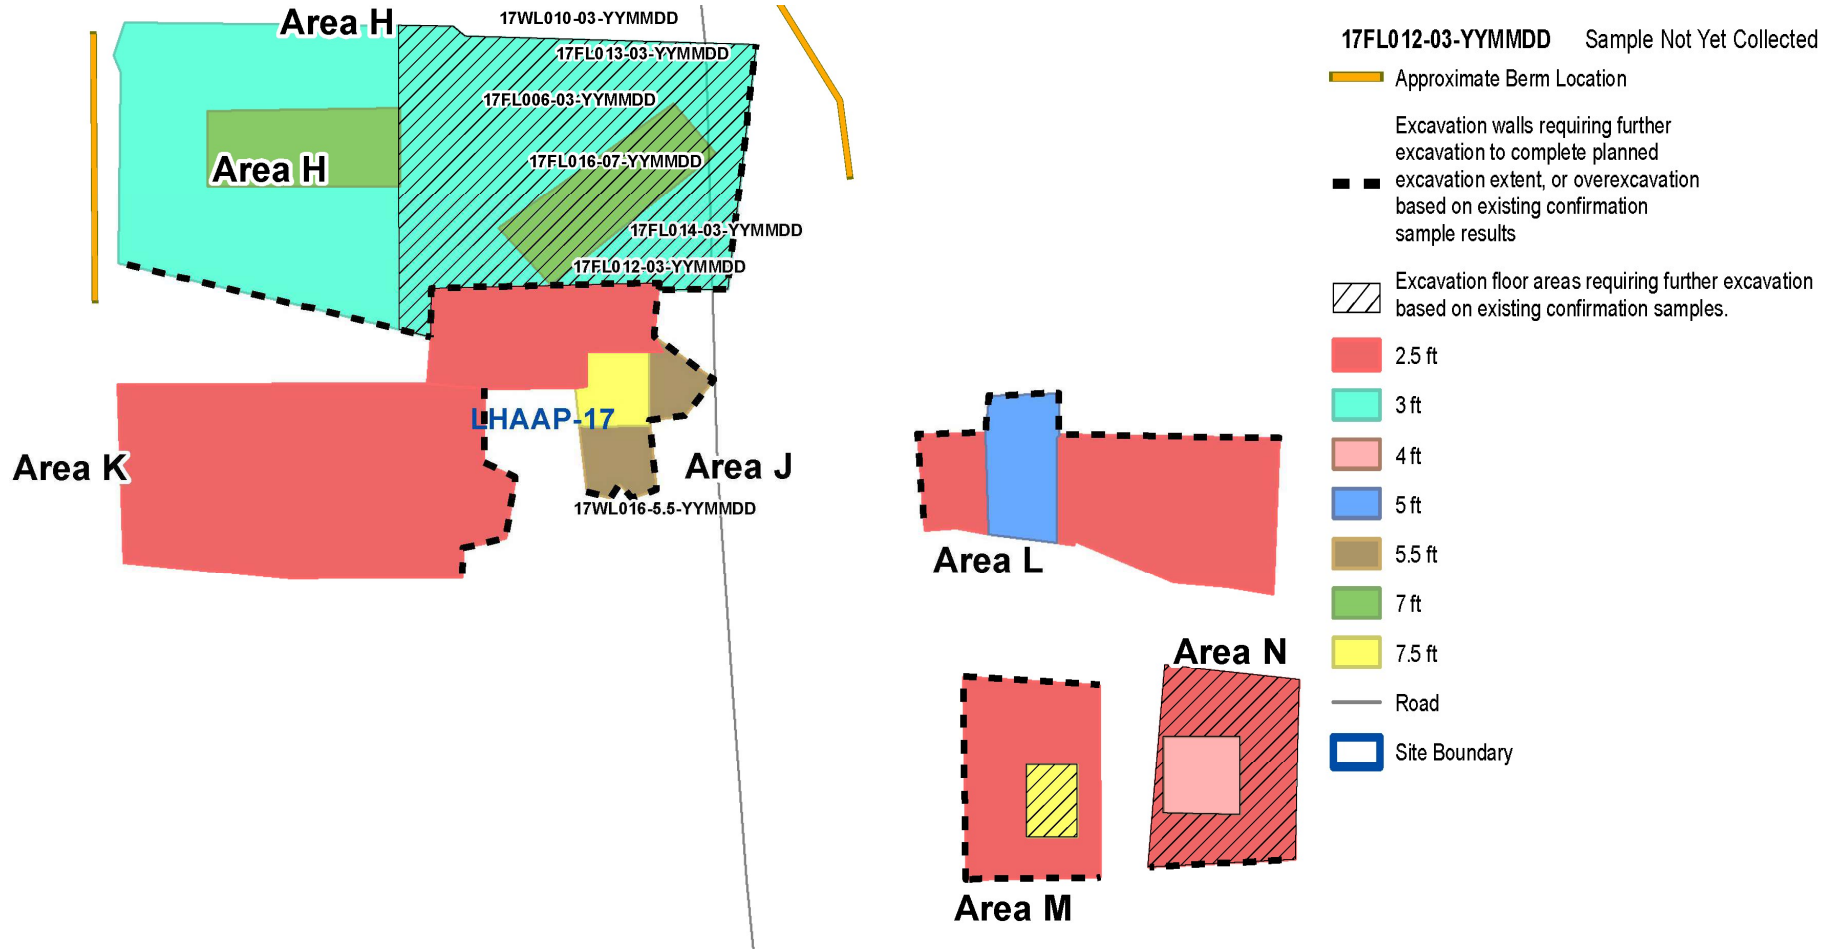 Area H
17WL010-03-YYMMDD
17FL013-03-YYMMDD
17FL006-03-YYMMDD
Area H
17FL016-07-YYMMDD
17FL014-03-YYMMDD
17FL012-03-YYMMDD
LHAAP-17
Area K
Area J
17WL016-5.5-YYMMDD
Area L
Area N
Area M
17FL012-03-YYMMDD Sample Not Yet Collected
Approximate Berm Location
Excavation walls requiring further
excavation to complete planned
excavation extent, or overexcavation
based on existing confirmation
sample results
Excavation floor areas requiring further excavation
based on existing confirmation samples.
2.5 ft
3 ft
4 ft
5 ft
5.5 ft
7 ft
7.5 ft
Road
Site Boundary